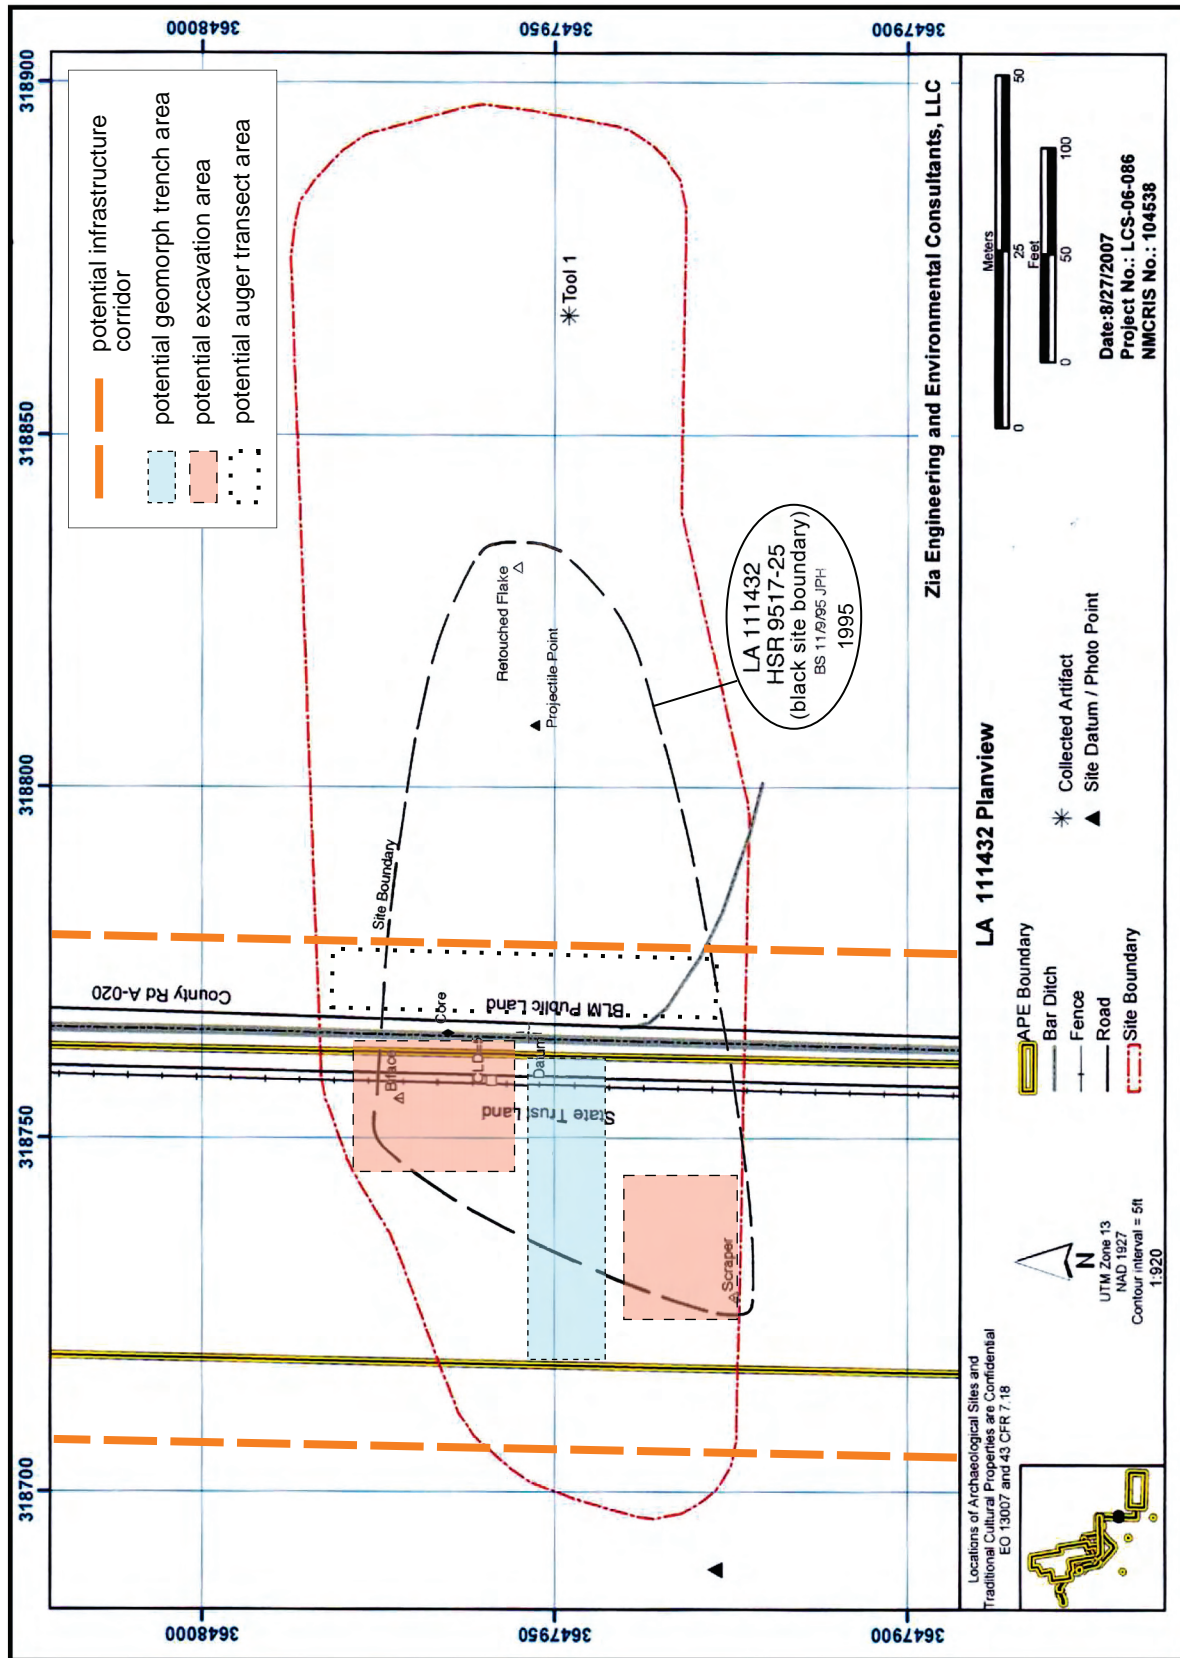 3648000
3647950
3647900
318900
318850
318800
318750
318700
3648000
3647950
3647900
potential infrastructure
corridor
potential geomorph trench area
potential excavation area
potential auger transect area
Tool 1
Retouched Flake
Projectile Point
LA 111432
HSR 9517-25
(black site boundary)
BS 11/9/95 JPH
1995
Site Boundary
County Rd A-020
BLM Public Land
Core
Biface
Datum
State Trust Land
Scraper
Zia Engineering and Environmental Consultants, LLC
LA 111432 Planview
APE Boundary
Bar Ditch
Fence
Road
Site Boundary
Collected Artifact
Site Datum / Photo Point
Meters
0
25
50
Feet
0
50
100
Date:8/27/2007
Project No.: LCS-06-086
NMCRIS No.: 104538
N
UTM Zone 13
NAD 1927
Contour interval = 5ft
1:920
Locations of Archaeological Sites and
Traditional Cultural Properties are Confidential
EO 13007 and 43 CFR 7.18